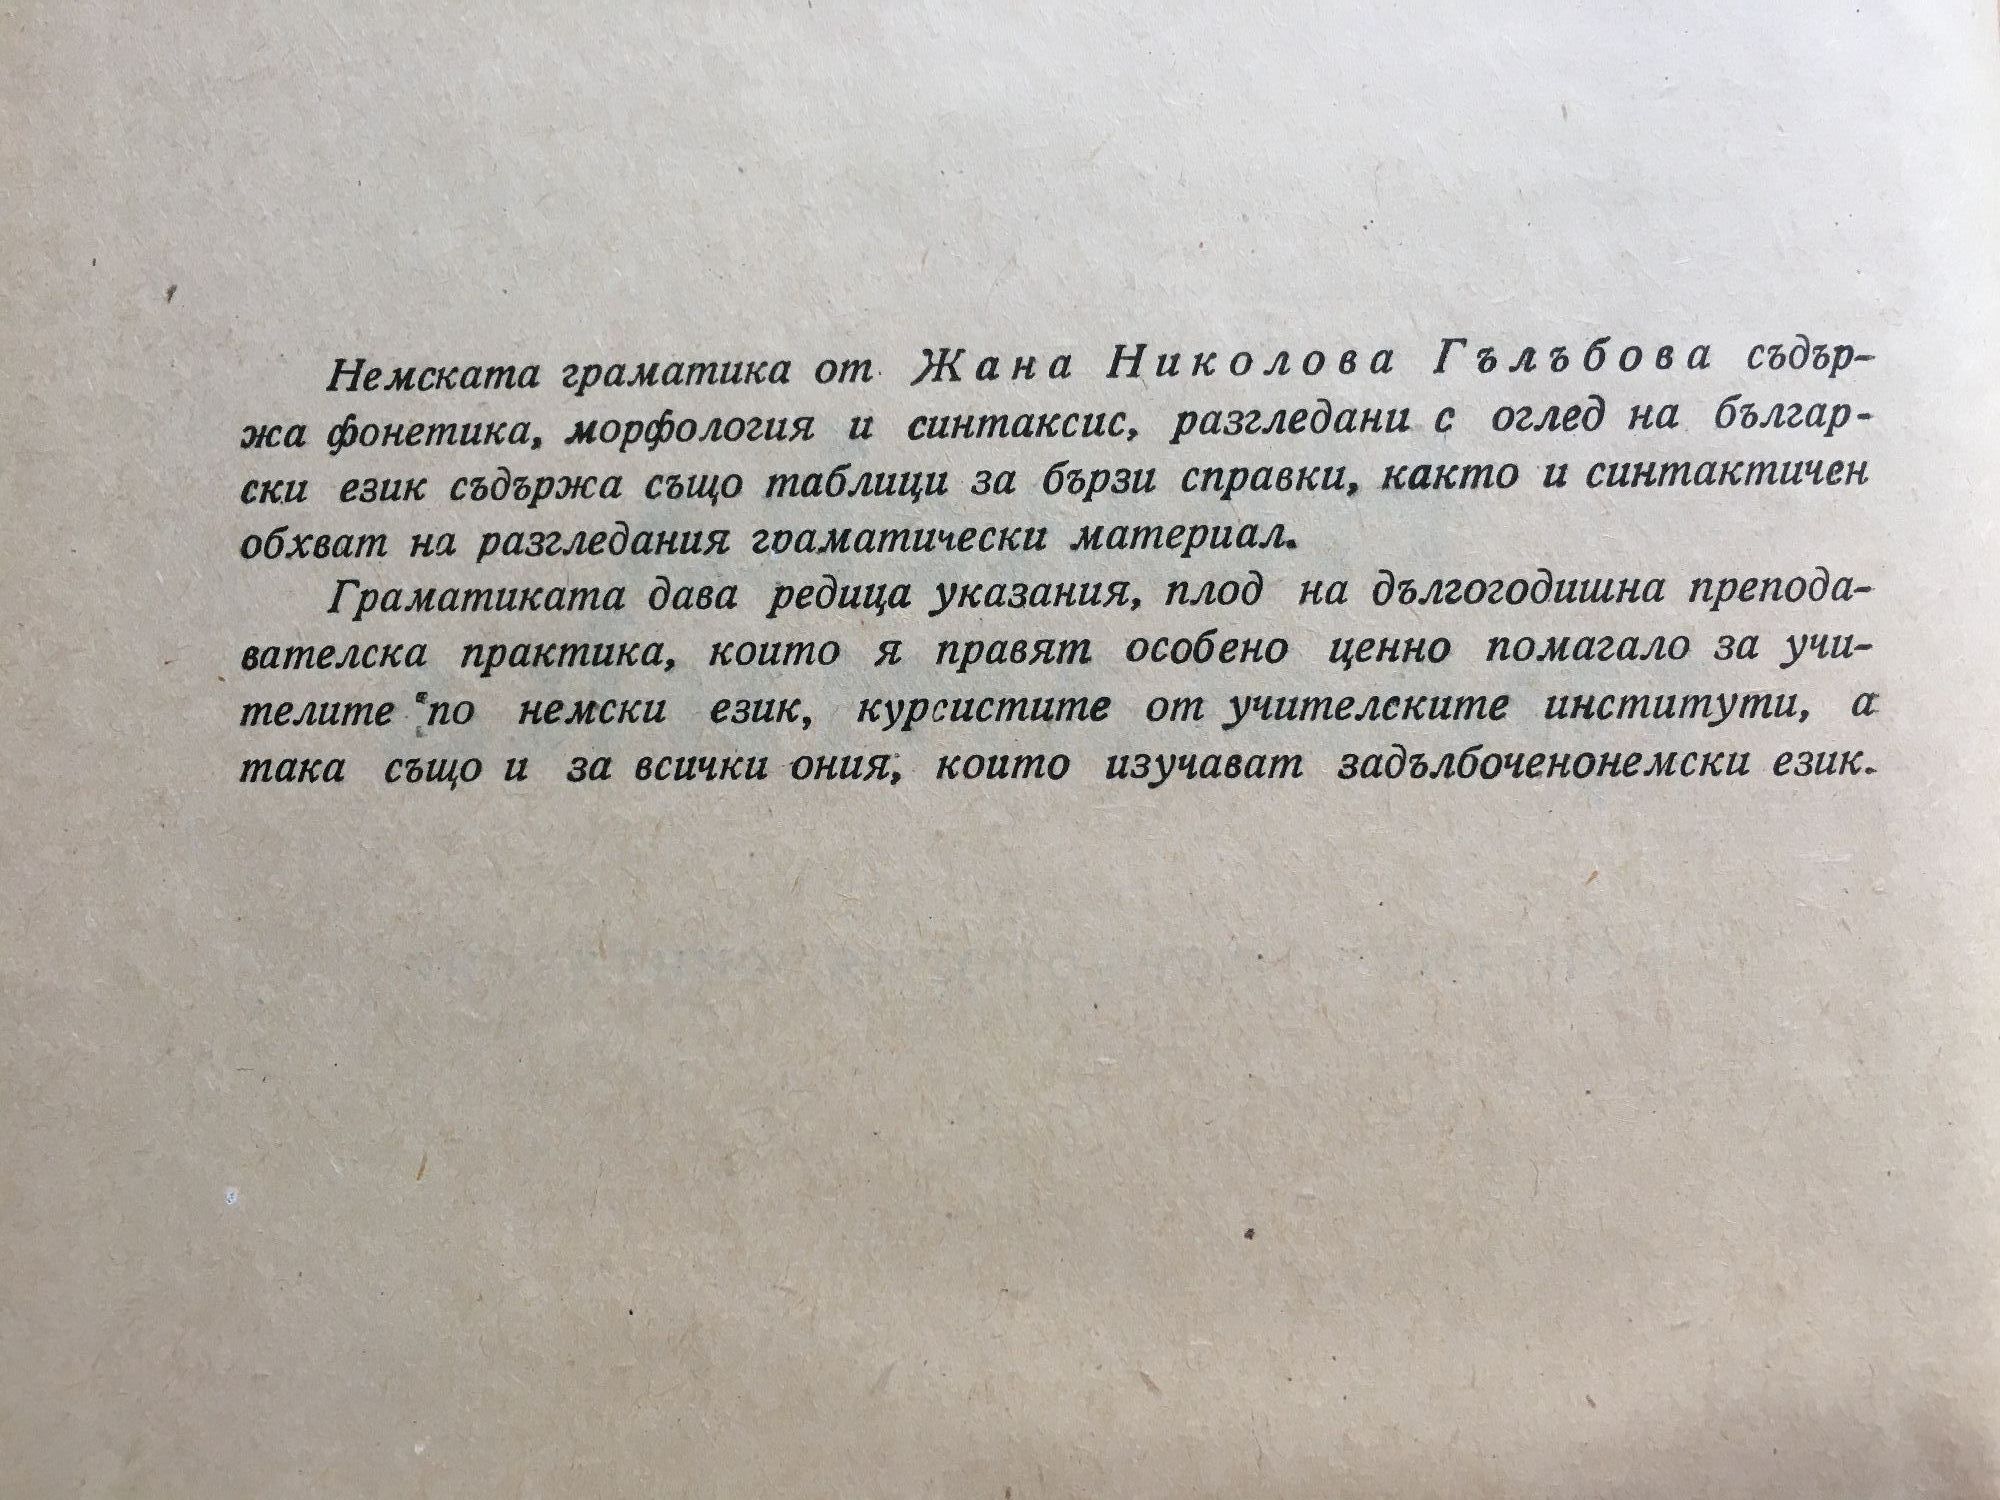 Немската граматика от Жана Николова Гълъбова съдър-
жа фонетика, морфология и синтаксис, разгледани с оглед на българ-
ски език съдържа също таблици за бързи справки, както и синтактичен
обхват на разгледания граматически материал.
Граматиката дава редица указания, плод на дългогодишна препода-
вателска практика, които я правят особено ценно помагало за учи-
телите по немски език, курсистите от учителските институти, а
така също и за всички ония, които изучават задълбоченонемски език.